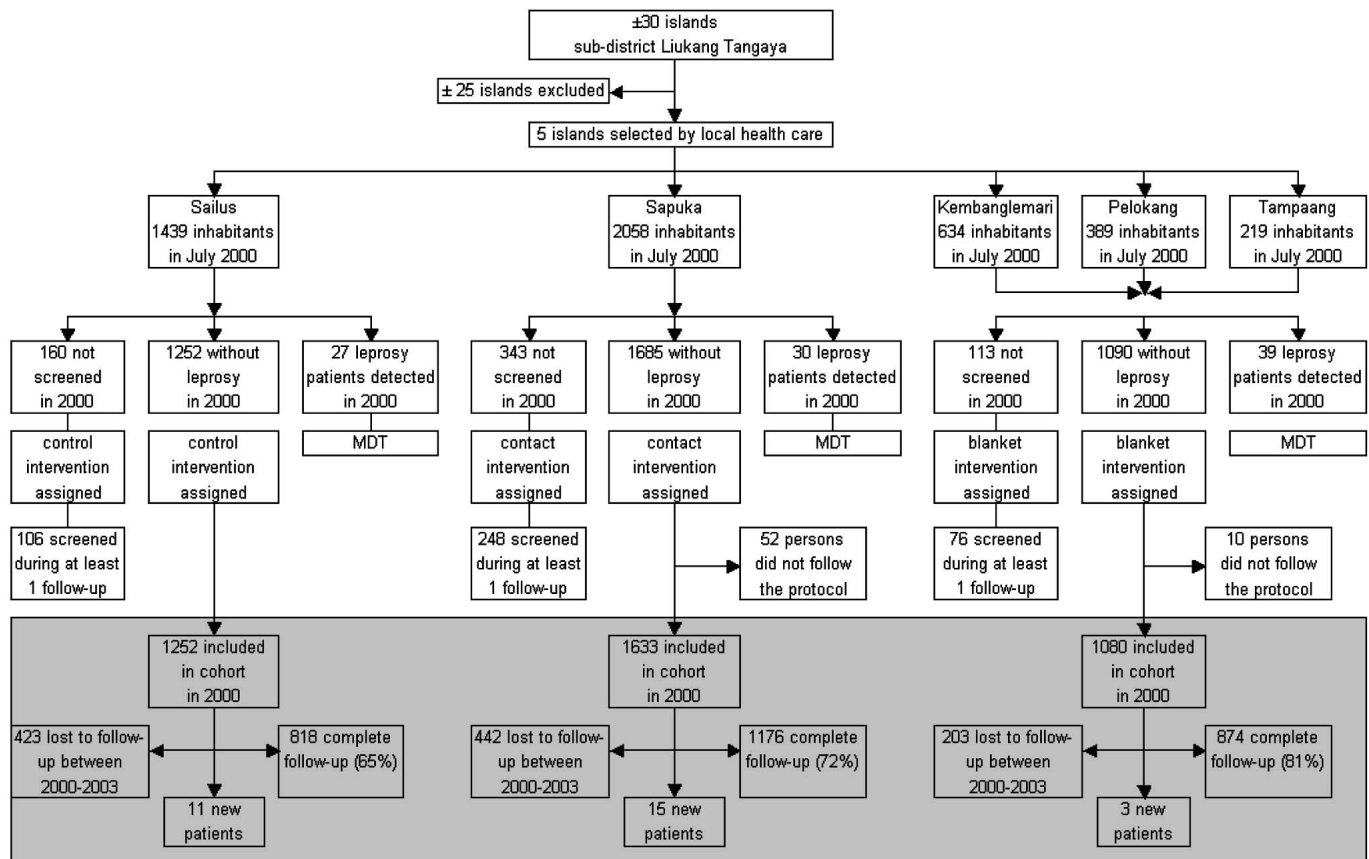 ±30 islands
sub-district Liukang Tangaya
± 25 islands excluded
5 islands selected by local health care
Sailus
1439 inhabitants
in July 2000
Sapuka
2058 inhabitants
in July 2000
Kembanglemari
634 inhabitants
in July 2000
Pelokang
389 inhabitants
in July 2000
Tampaang
219 inhabitants
in July 2000
160 not
screened
in 2000
1252 without
leprosy
in 2000
27 leprosy
patients detected
in 2000
343 not
screened
in 2000
1685 without
leprosy
in 2000
30 leprosy
patients detected
in 2000
113 not
screened
in 2000
1090 without
leprosy
in 2000
39 leprosy
patients detected
in 2000
control
intervention
assigned
control
intervention
assigned
MDT
contact
intervention
assigned
contact
intervention
assigned
MDT
blanket
intervention
assigned
blanket
intervention
assigned
MDT
106 screened
during at least
1 follow-up
248 screened
during at least
1 follow-up
52 persons
did not follow
the protocol
76 screened
during at least
1 follow-up
10 persons
did not follow
the protocol
1252 included
in cohort
in 2000
1633 included
in cohort
in 2000
1080 included
in cohort
in 2000
423 lost to follow-
up between
2000-2003
818 complete
follow-up (65%)
442 lost to follow-
up between
2000-2003
1176 complete
follow-up (72%)
203 lost to follow-
up between
2000-2003
874 complete
follow-up (81%)
11 new
patients
15 new
patients
3 new
patients